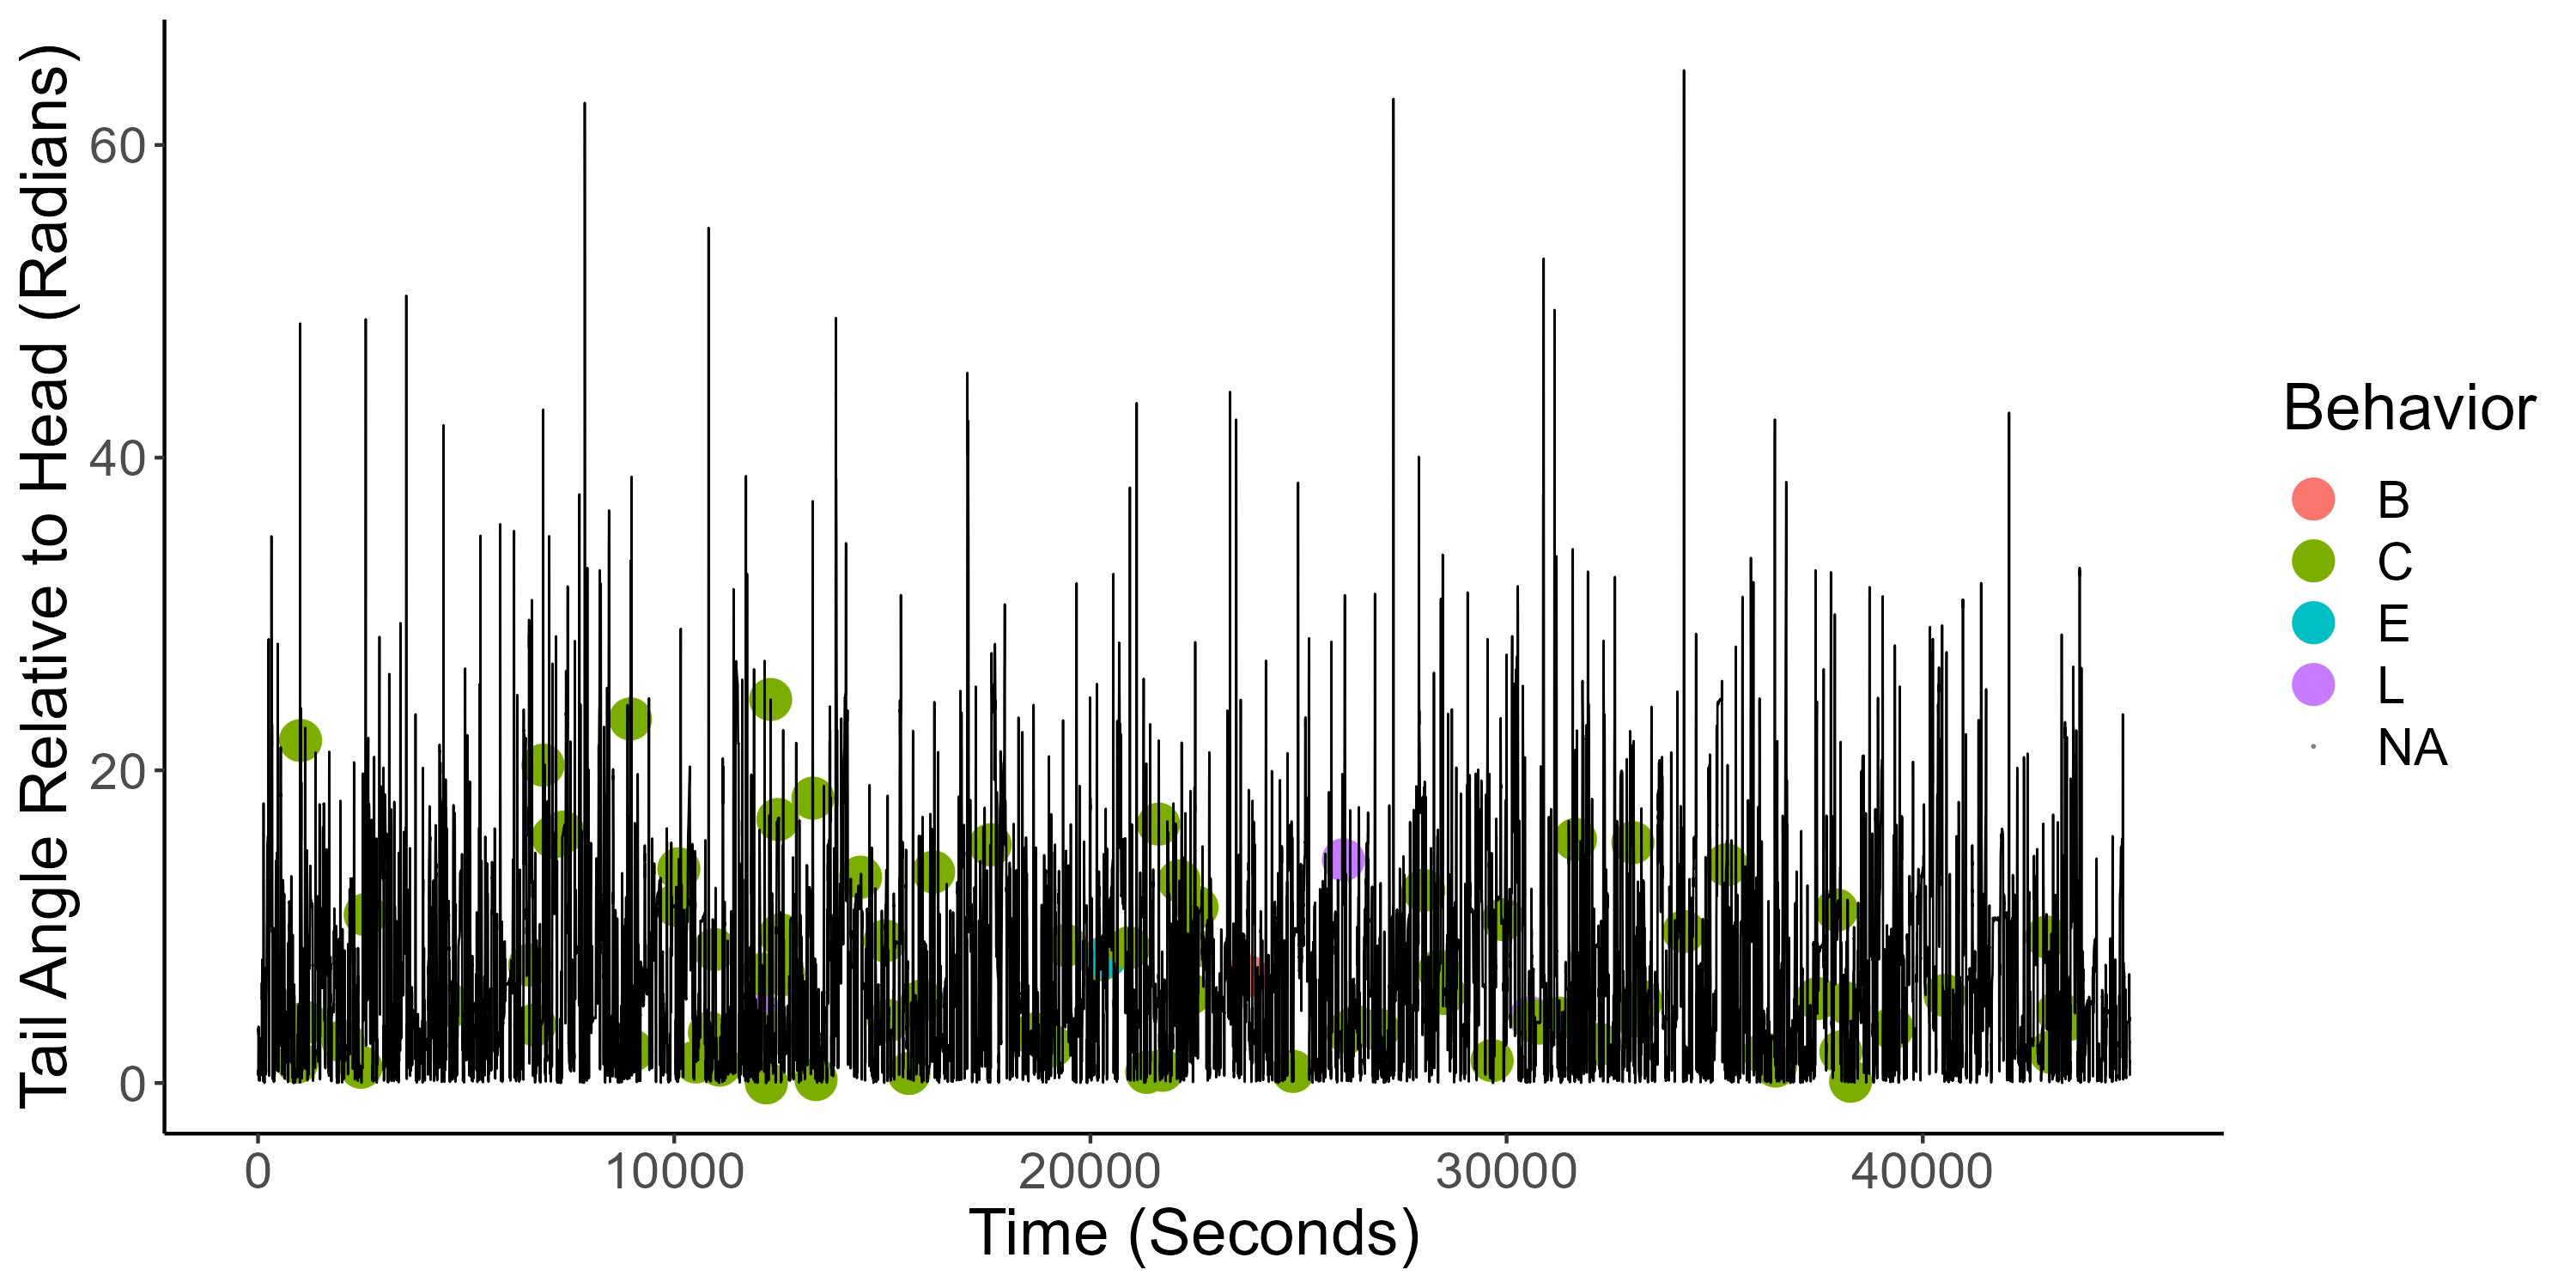 Tail Angle Relative to Head (Radians)
60
40
20
0
0 10000 20000 30000 40000
Time (Seconds)
Behavior
B
C
E
L
NA